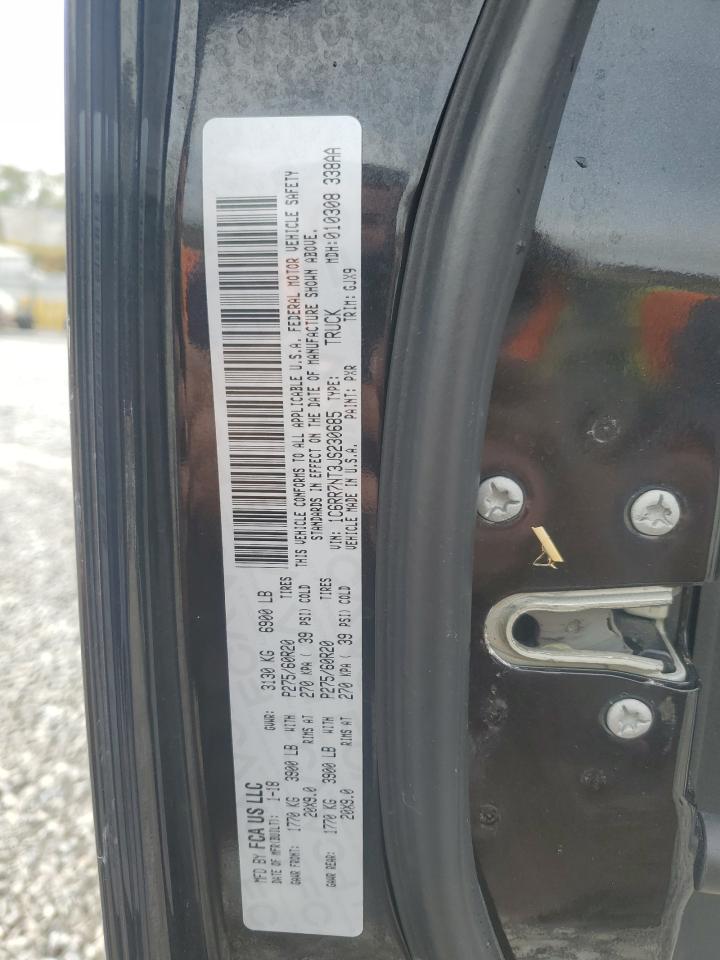 MFD BY FCA US LLC
DATE OF MFR(BUILT): 1-18 GVWR: 3130 KG 6900 LB
GAWR FRONT: 1770 KG 3900 LB WITH P275/60R20 TIRES
20X9.0 RIMS AT 270 KPA ( 39 PSI) COLD
GAWR REAR: 1770 KG 3900 LB WITH P275/60R20 TIRES
20X9.0 RIMS AT 270 KPA ( 39 PSI) COLD
THIS VEHICLE CONFORMS TO ALL APPLICABLE U.S.A. FEDERAL MOTOR VEHICLE SAFETY
STANDARDS IN EFFECT ON THE DATE OF MANUFACTURE SHOWN ABOVE.
VIN: 1C6RR7NT3JS230685 TYPE: TRUCK MDH:010308 338AA
VEHICLE MADE IN U.S.A. PAINT: PXR TRIM: GJX9